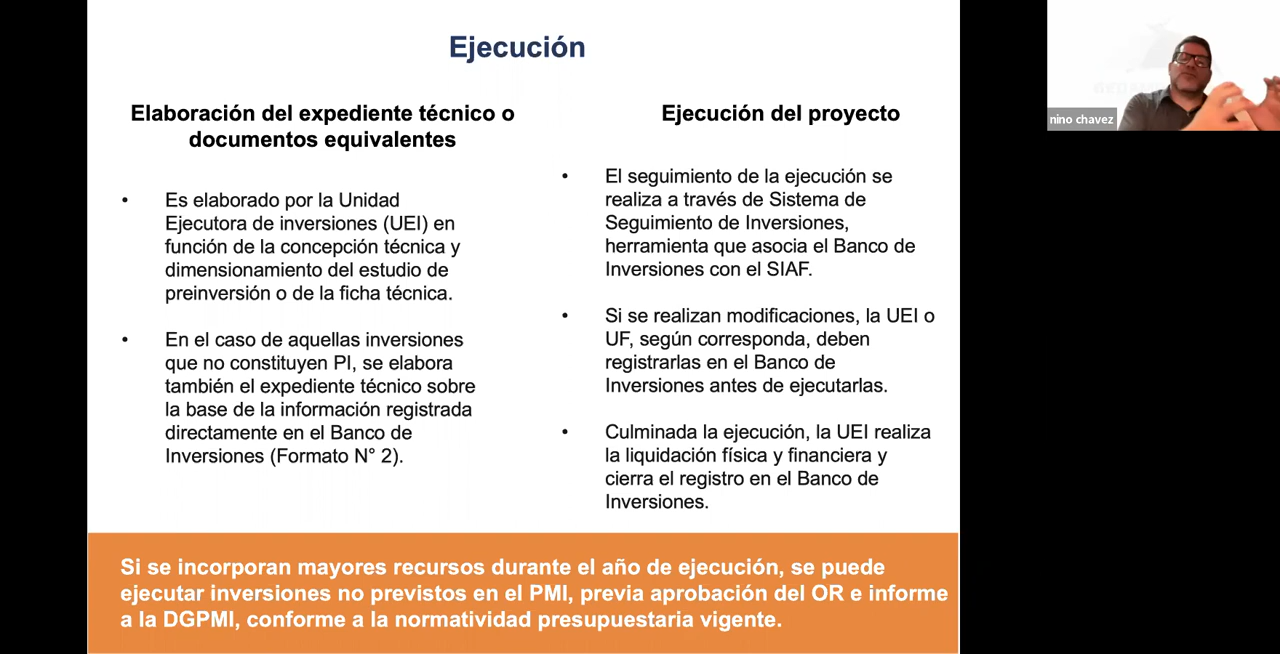 Ejecución
Elaboración del expediente técnico o
documentos equivalentes
• Es elaborado por la Unidad
Ejecutora de inversiones (UEI) en
función de la concepción técnica y
dimensionamiento del estudio de
preinversión o de la ficha técnica.
• En el caso de aquellas inversiones
que no constituyen PI, se elabora
también el expediente técnico sobre
la base de la información registrada
directamente en el Banco de
Inversiones (Formato N° 2).
Ejecución del proyecto
• El seguimiento de la ejecución se
realiza a través de Sistema de
Seguimiento de Inversiones,
herramienta que asocia el Banco de
Inversiones con el SIAF.
• Si se realizan modificaciones, la UEI o
UF, según corresponda, deben
registrarlas en el Banco de
Inversiones antes de ejecutarlas.
• Culminada la ejecución, la UEI realiza
la liquidación física y financiera y
cierra el registro en el Banco de
Inversiones.
Si se incorporan mayores recursos durante el año de ejecución, se puede
ejecutar inversiones no previstos en el PMI, previa aprobación del OR e informe
a la DGPMI, conforme a la normatividad presupuestaria vigente.
nino chavez